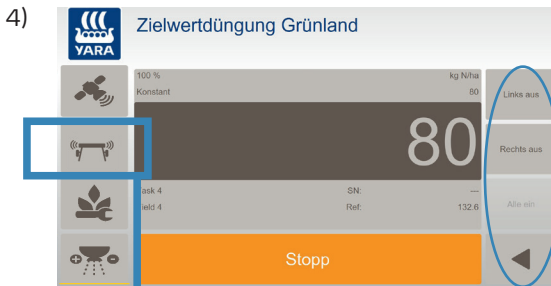 4)
YARA
Zielwertdüngung Grünland
100 % kg N/ha
Konstant 80
80
ask 4 SN: ---
ield 4 Ref: 132.6
Stopp
Links aus
Rechts aus
Alle ein